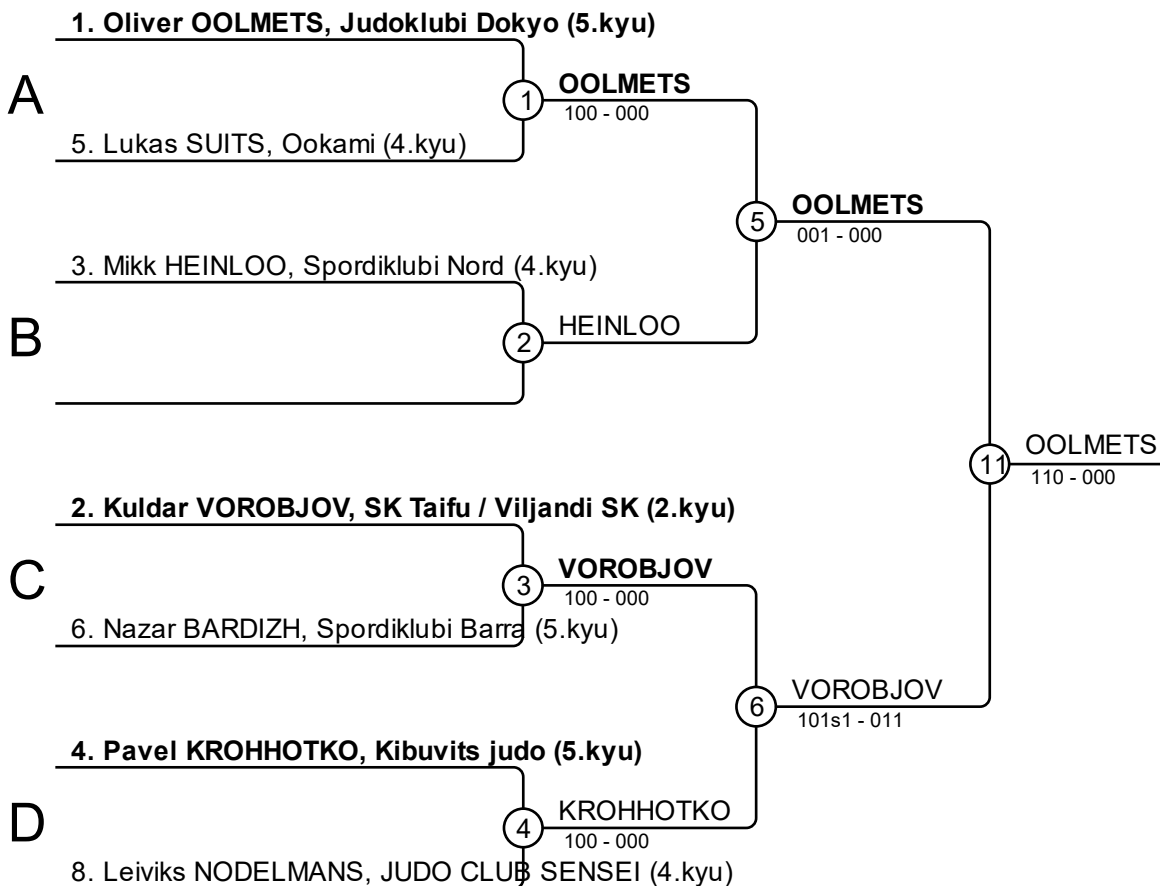 1. Oliver OOLMETS, Judoklubi Dokyo (5.kyu)
A
1
OOLMETS
100 - 000
5. Lukas SUITS, Ookami (4.kyu)
5
OOLMETS
001 - 000
3. Mikk HEINLOO, Spordiklubi Nord (4.kyu)
B
2
HEINLOO
11
OOLMETS
110 - 000
2. Kuldar VOROBJOV, SK Taifu / Viljandi SK (2.kyu)
C
3
VOROBJOV
100 - 000
6. Nazar BARDIZH, Spordiklubi Barra (5.kyu)
6
VOROBJOV
101s1 - 011
4. Pavel KROHHOTKO, Kibuvits judo (5.kyu)
D
4
KROHHOTKO
100 - 000
8. Leiviks NODELMANS, JUDO CLUB SENSEI (4.kyu)